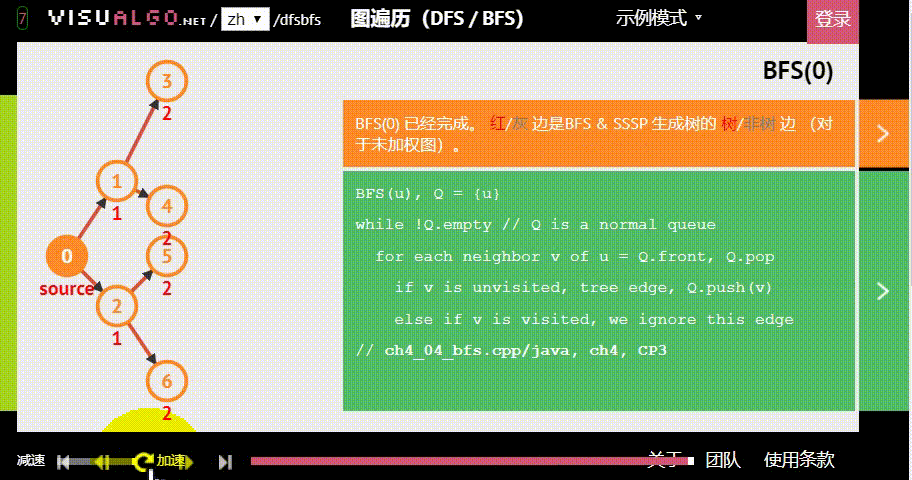 7 VISUALGO.NET / zh /dfsbfs 图遍历（DFS / BFS） 示例模式 登录
BFS(0)
3
2
1
1
4
2
0
source
5
2
2
1
6
2
BFS(0) 已经完成。 红/灰 边是BFS & SSSP 生成树的 树/非树 边 （对
于未加权图）。
BFS(u), Q = {u}
while !Q.empty // Q is a normal queue
for each neighbor v of u = Q.front, Q.pop
if v is unvisited, tree edge, Q.push(v)
else if v is visited, we ignore this edge
// ch4_04_bfs.cpp/java, ch4, CP3
减速 加速 关于 团队 使用条款